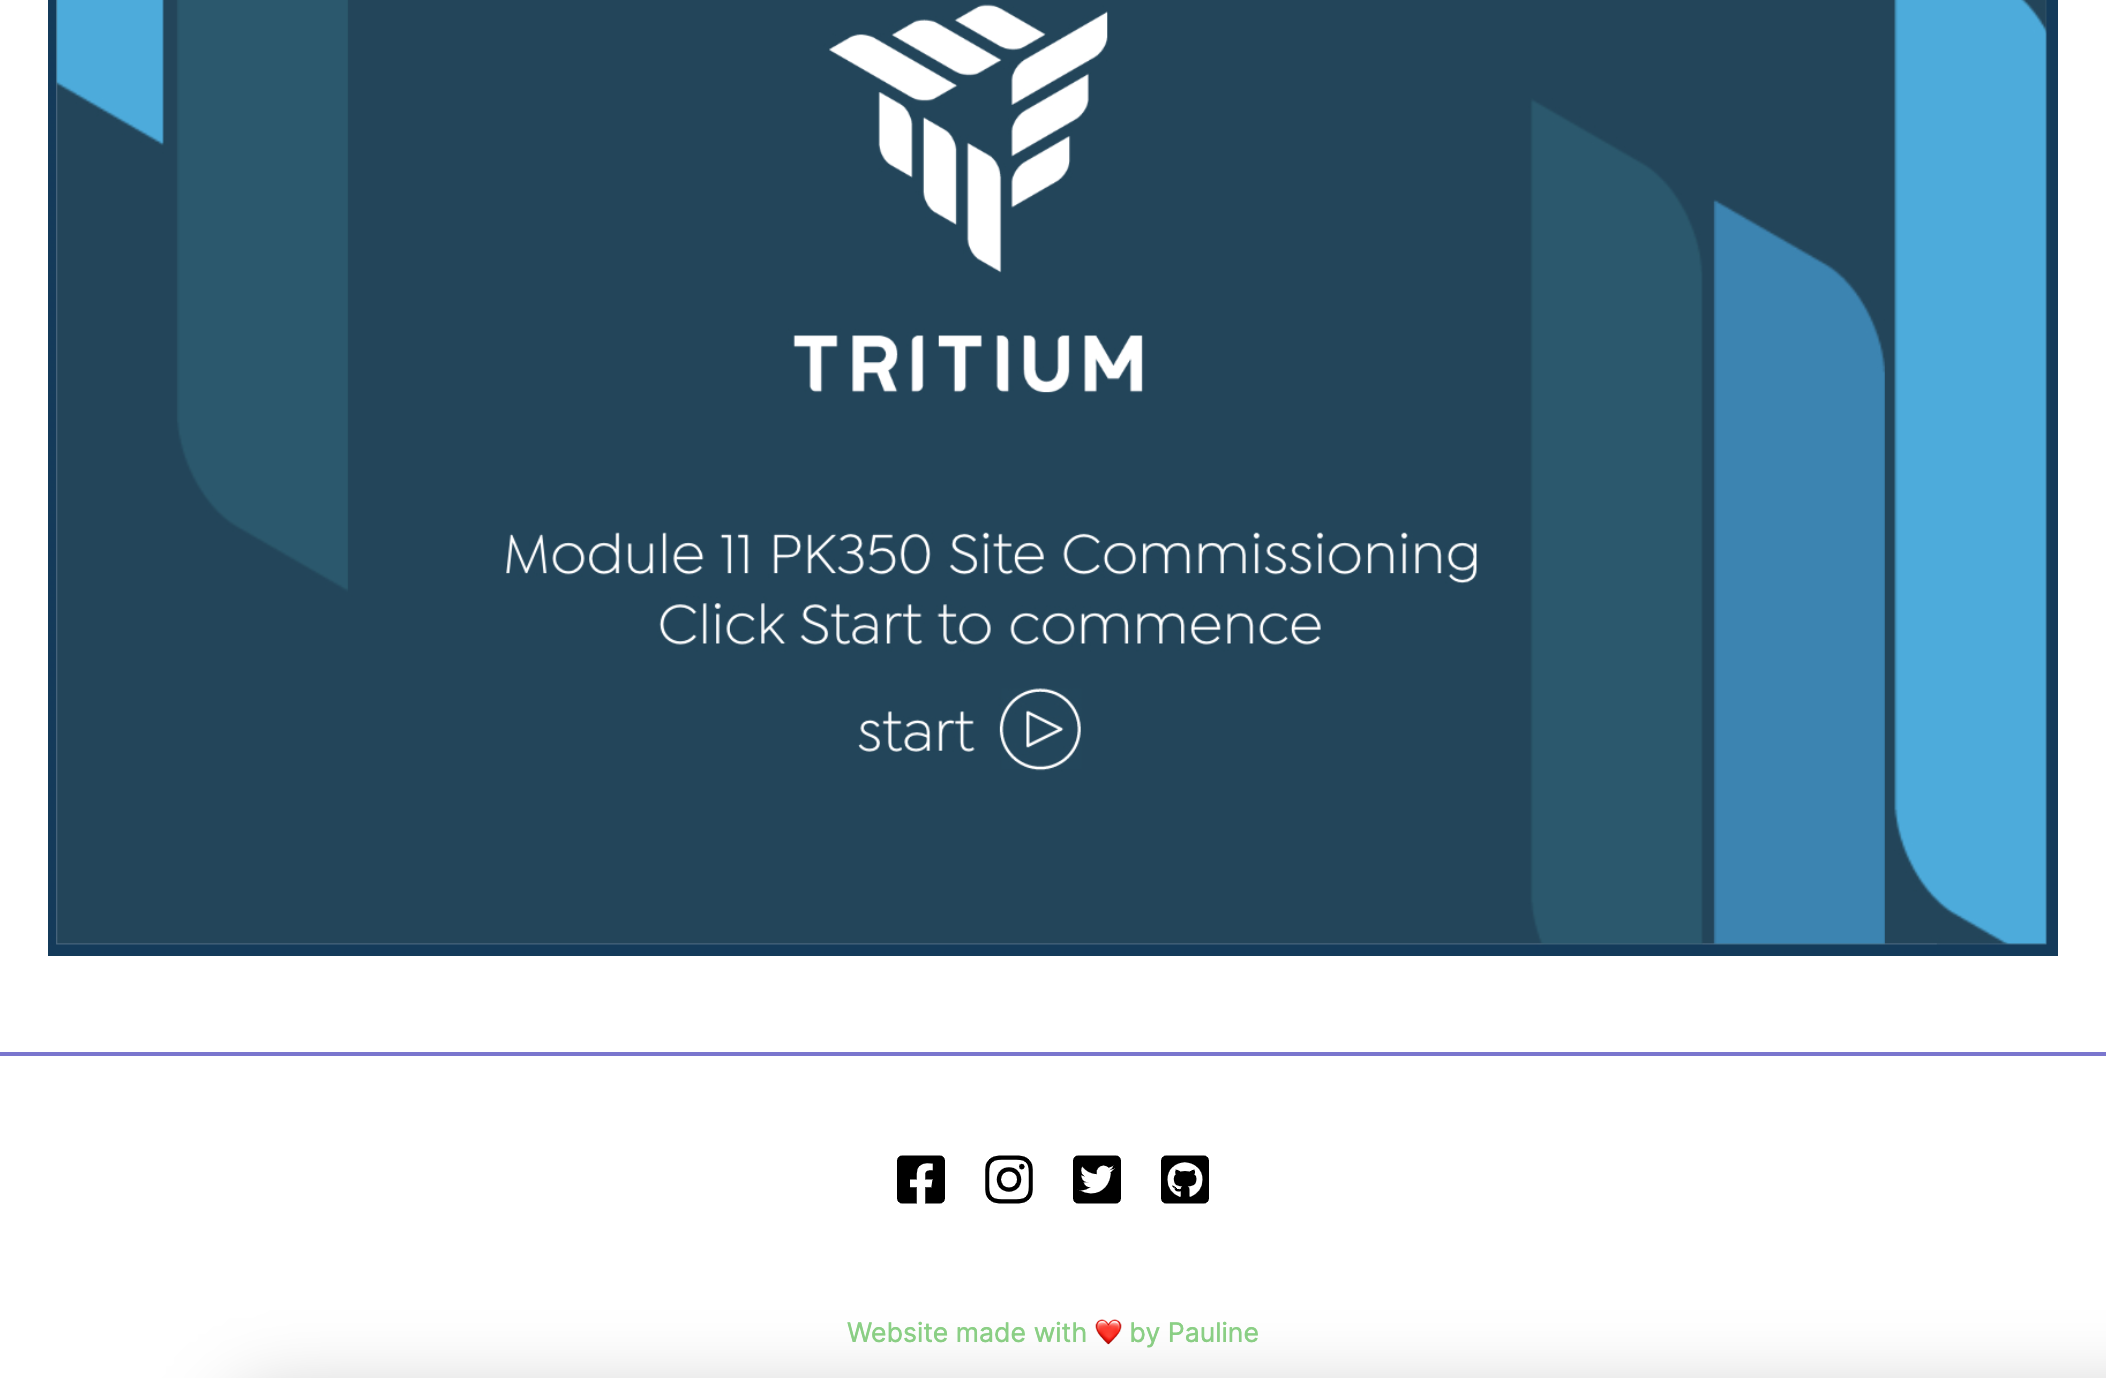 TRITIUM
Module 11 PK350 Site Commissioning
Click Start to commence
start
Website made with ❤️ by Pauline